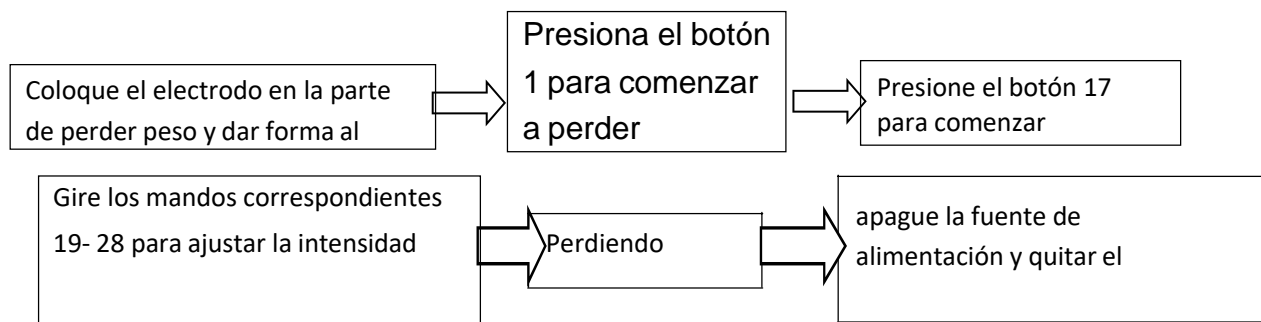 Coloque el electrodo en la parte
de perder peso y dar forma al
Presiona el botón
1 para comenzar
a perder
Presione el botón 17
para comenzar
Gire los mandos correspondientes
19- 28 para ajustar la intensidad
Perdiendo
apague la fuente de
alimentación y quitar el